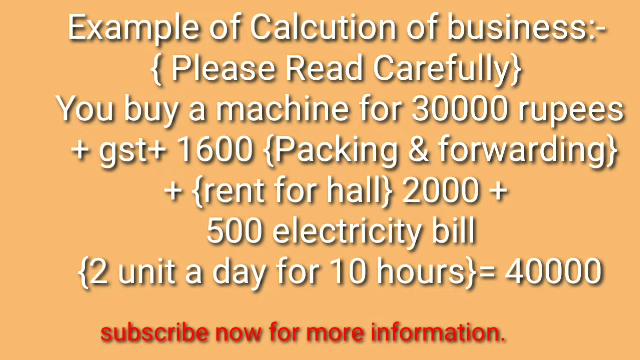 Example of Calcution of business:-
{ Please Read Carefully}
You buy a machine for 30000 rupees
+ gst+ 1600 {Packing & forwarding}
+ {rent for hall} 2000 +
500 electricity bill
{2 unit a day for 10 hours}= 40000
subscribe now for more information.